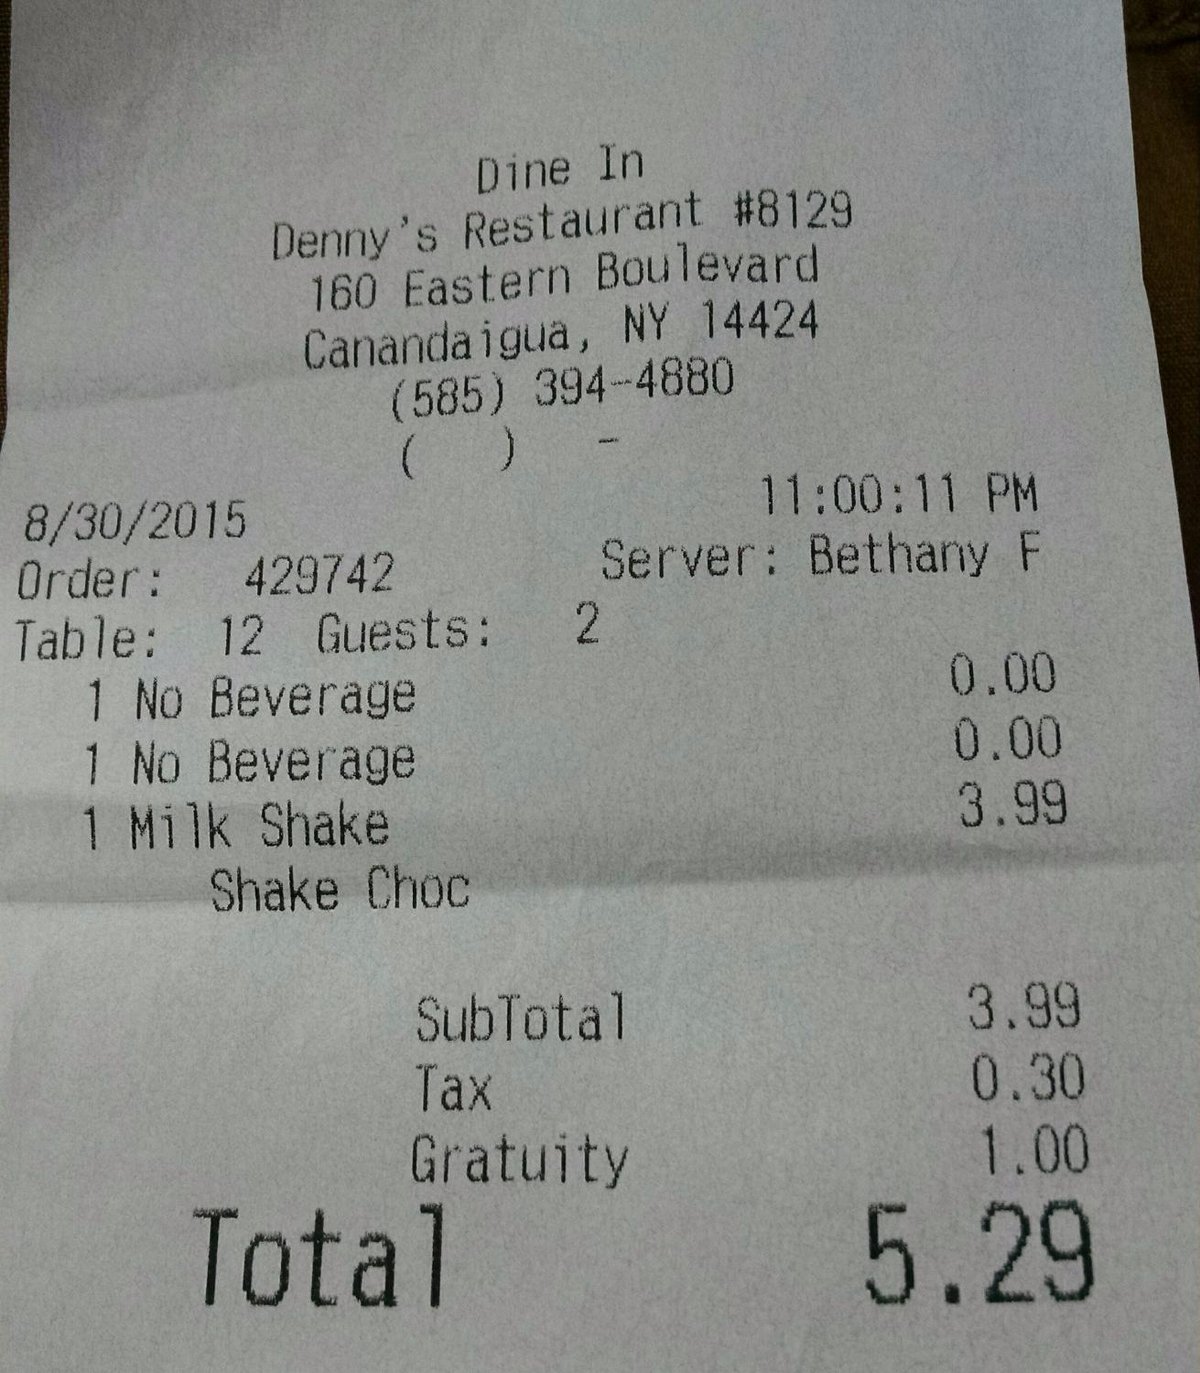 Dine In
Denny's Restaurant #8129
160 Eastern Boulevard
Canandaigua, NY 14424
(585) 394-4880
(   )   -
8/30/2015 11:00:11 PM
Order: 429742 Server: Bethany F
Table: 12 Guests: 2
1 No Beverage 0.00
1 No Beverage 0.00
1 Milk Shake 3.99
Shake Choc
SubTotal 3.99
Tax 0.30
Gratuity 1.00
Total 5.29